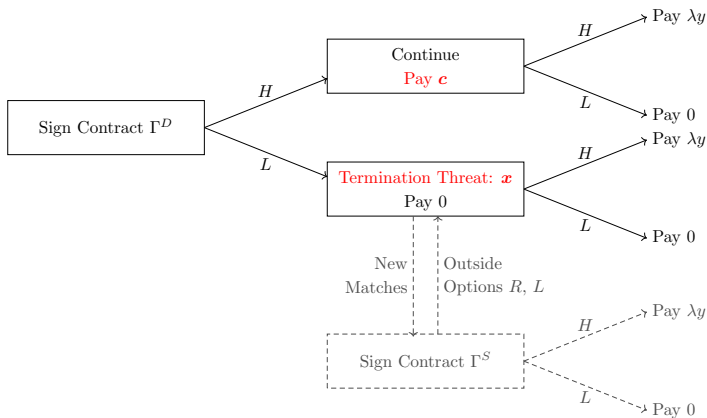 H
Pay λy
Continue
Pay c
L
Pay 0
Sign Contract Γ^D
H
L
H
Pay λy
Termination Threat: x
Pay 0
L
Pay 0
New
Matches
Outside
Options R, L
H
Pay λy
Sign Contract Γ^S
L
Pay 0